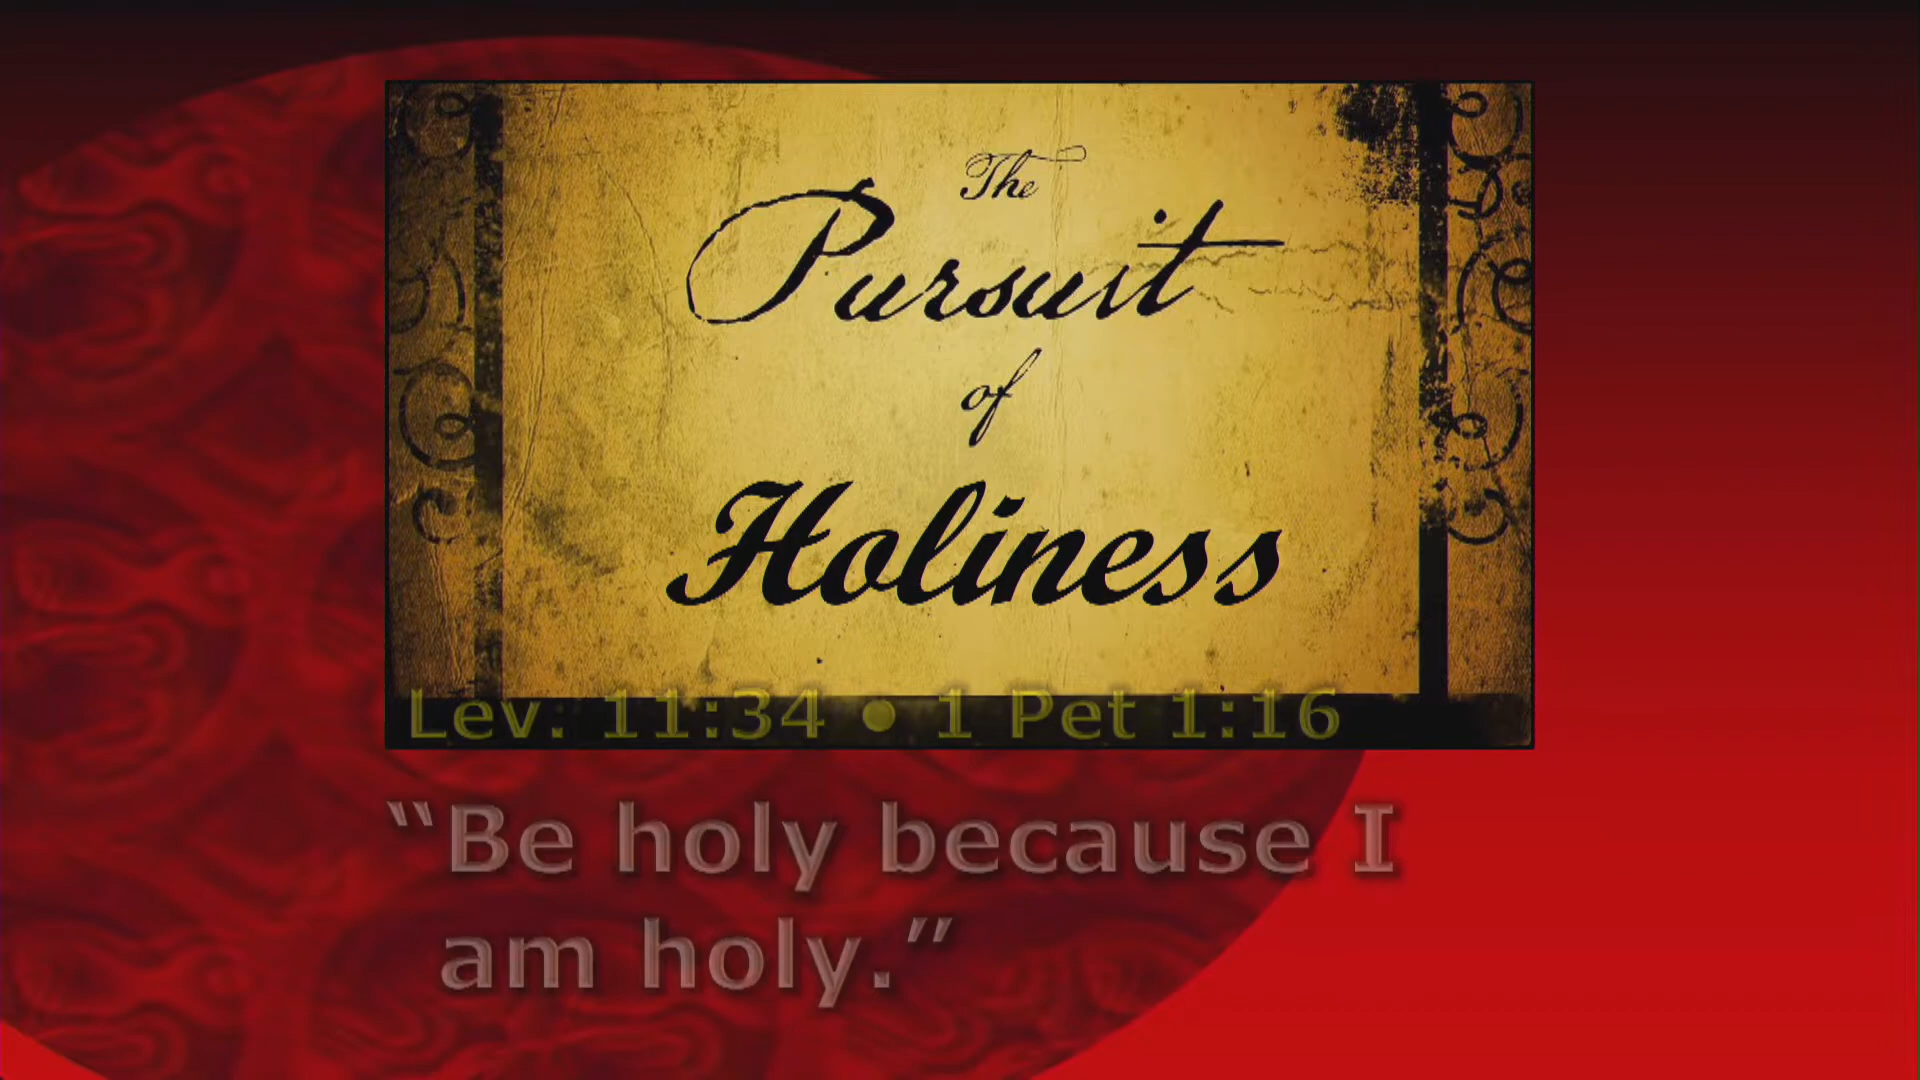 The
Pursuit
of
Holiness
Lev. 11:34 • 1 Pet 1:16
“Be holy because I
am holy.”